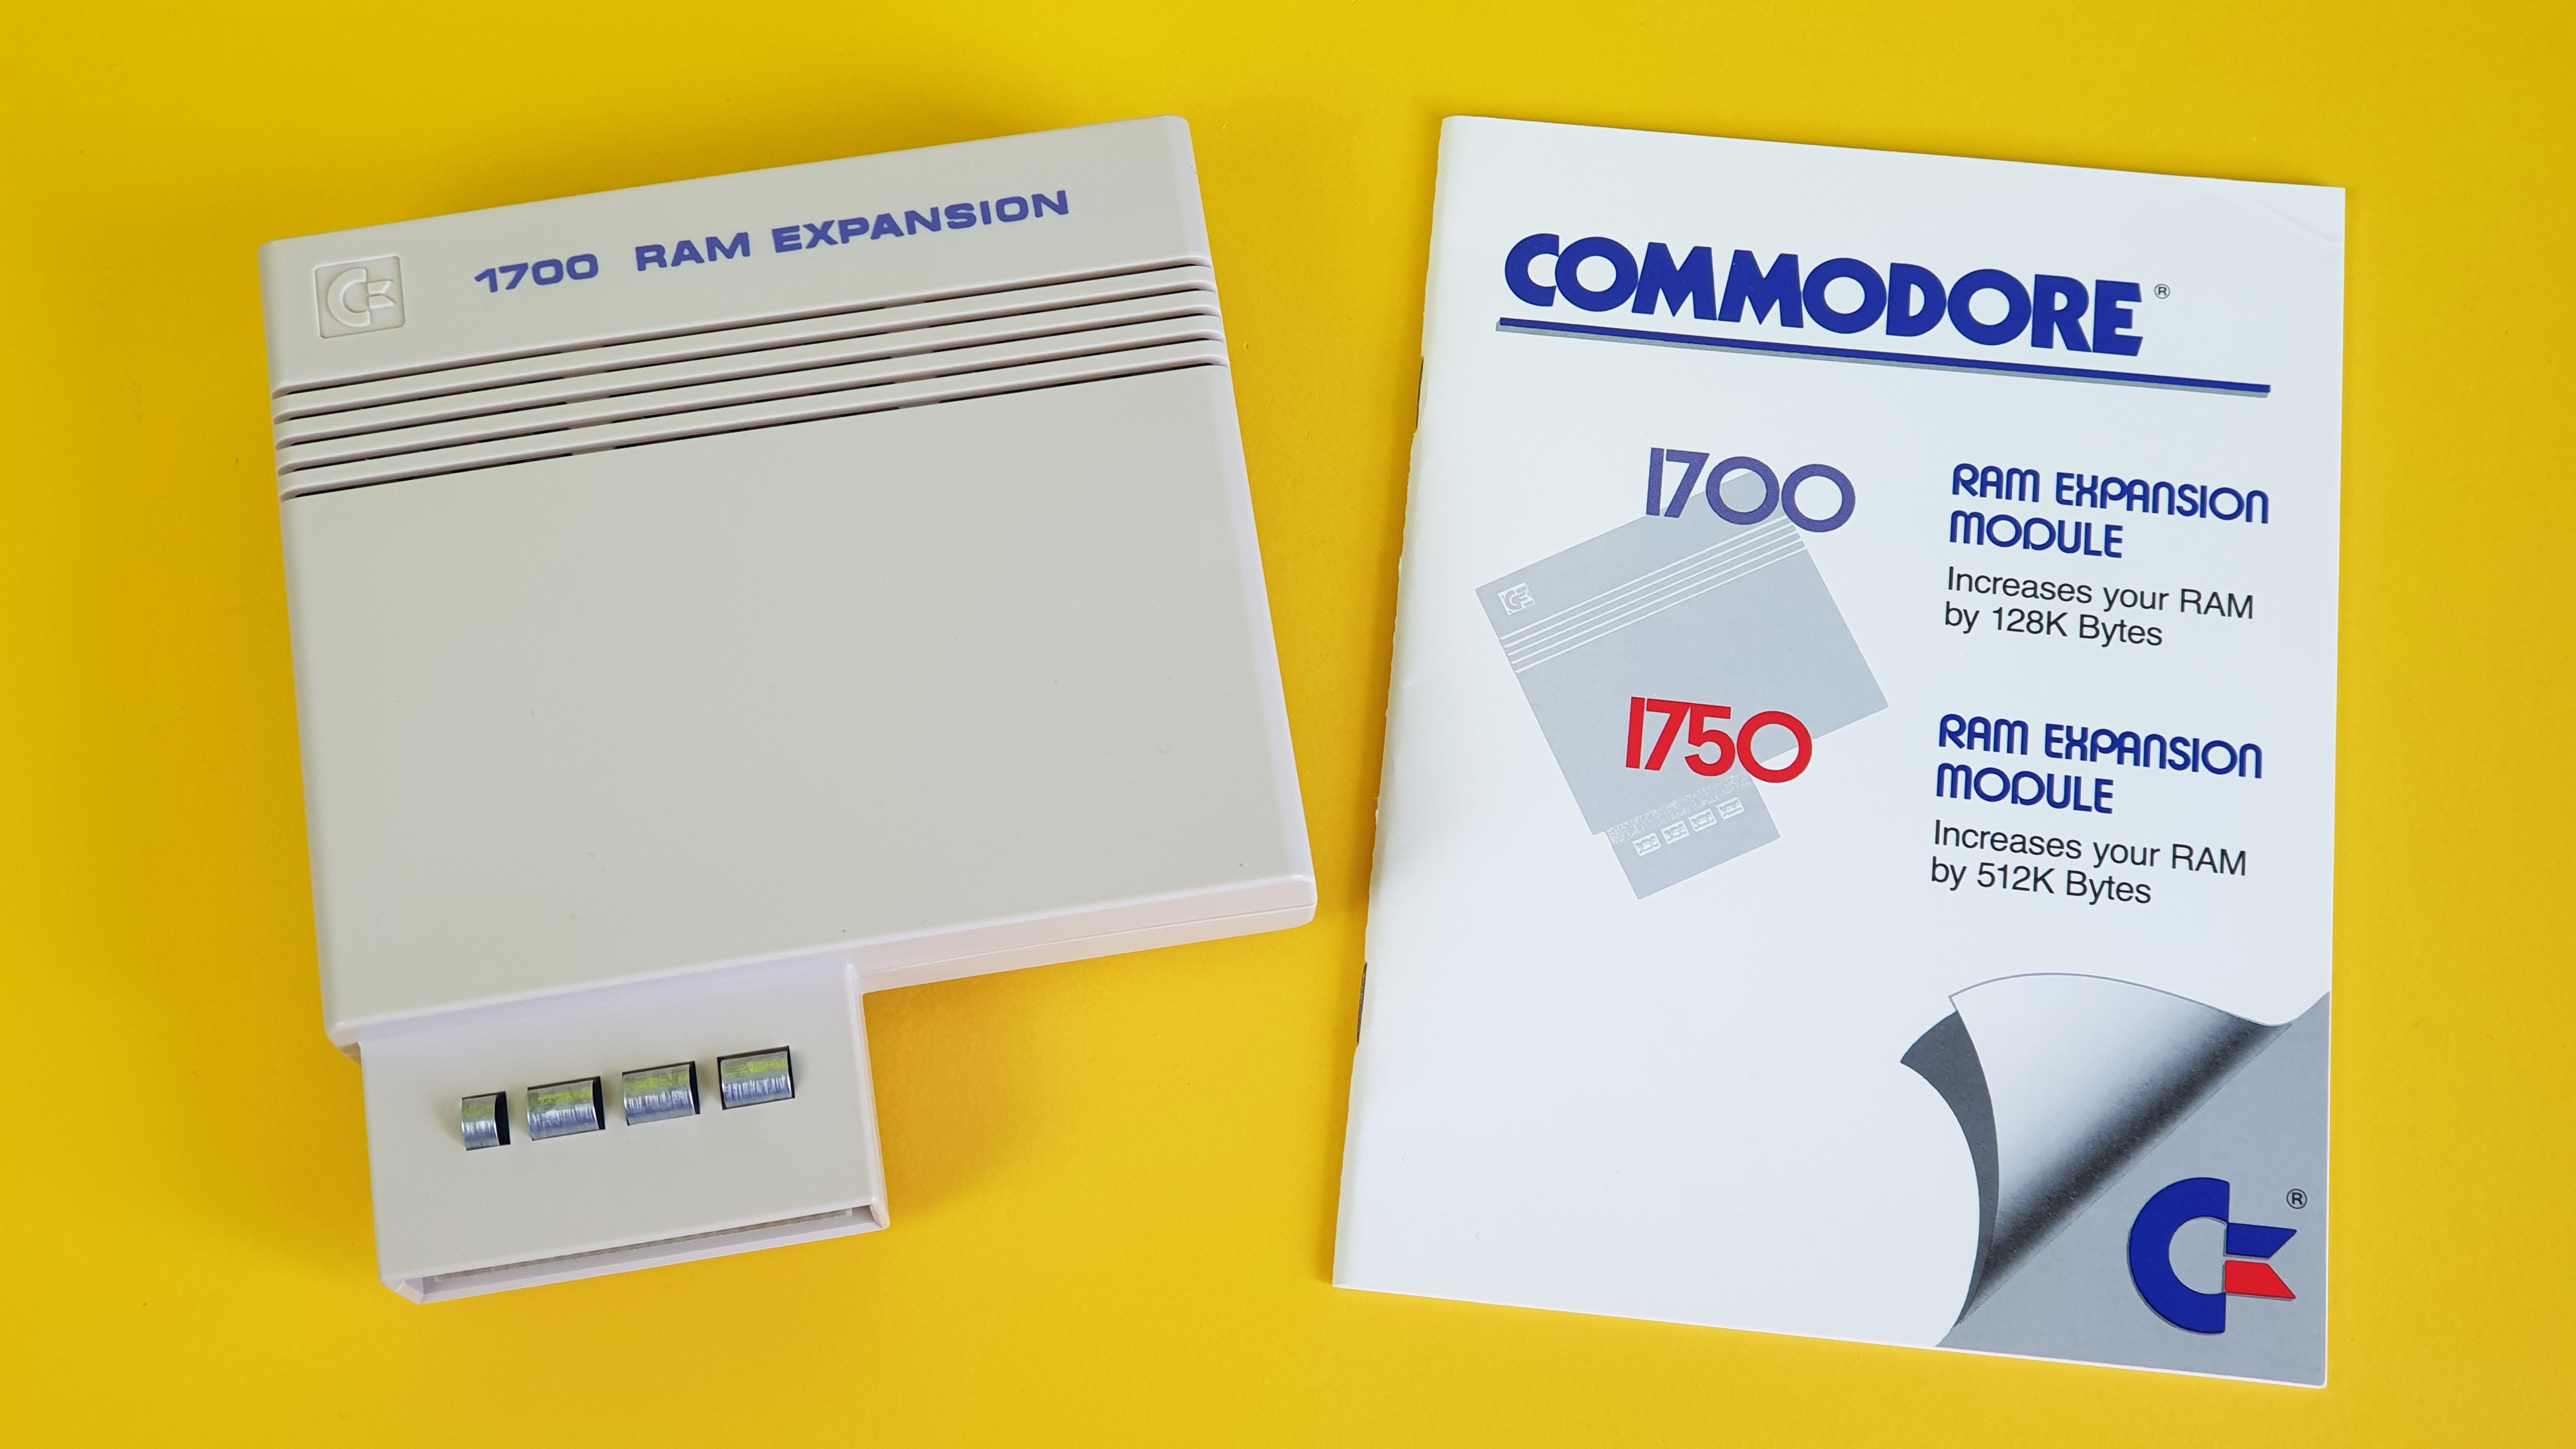 1700 RAM EXPANSION
COMMODORE®
1700
RAM EXPANSION
MODULE
Increases your RAM
by 128K Bytes
1750
RAM EXPANSION
MODULE
Increases your RAM
by 512K Bytes
®